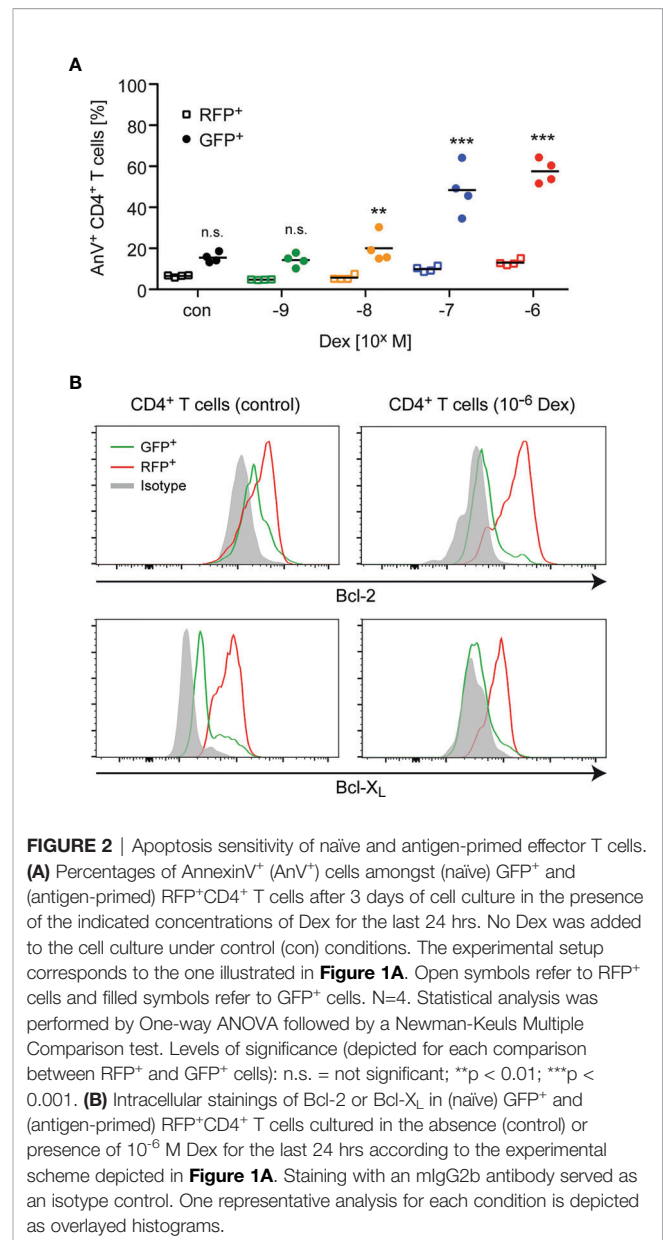 A
AnV+ CD4+ T cells [%]
100
80
60
40
20
0
RFP+
GFP+
n.s.
n.s.
**
***
***
con
-9
-8
-7
-6
Dex [10ˣ M]
B
CD4⁺ T cells (control)
CD4⁺ T cells (10⁻⁶ Dex)
GFP⁺
RFP⁺
Isotype
Bcl-2
Bcl-X_L
FIGURE 2 | Apoptosis sensitivity of naïve and antigen-primed effector T cells.
(A) Percentages of AnnexinV⁺ (AnV⁺) cells amongst (naïve) GFP⁺ and
(antigen-primed) RFP⁺CD4⁺ T cells after 3 days of cell culture in the presence
of the indicated concentrations of Dex for the last 24 hrs. No Dex was added
to the cell culture under control (con) conditions. The experimental setup
corresponds to the one illustrated in Figure 1A. Open symbols refer to RFP⁺
cells and filled symbols refer to GFP⁺ cells. N=4. Statistical analysis was
performed by One-way ANOVA followed by a Newman-Keuls Multiple
Comparison test. Levels of significance (depicted for each comparison
between RFP⁺ and GFP⁺ cells): n.s. = not significant; **p < 0.01; ***p <
0.001. (B) Intracellular stainings of Bcl-2 or Bcl-X_L in (naïve) GFP⁺ and
(antigen-primed) RFP⁺CD4⁺ T cells cultured in the absence (control) or
presence of 10⁻⁶ M Dex for the last 24 hrs according to the experimental
scheme depicted in Figure 1A. Staining with an mIgG2b antibody served as
an isotype control. One representative analysis for each condition is depicted
as overlayed histograms.